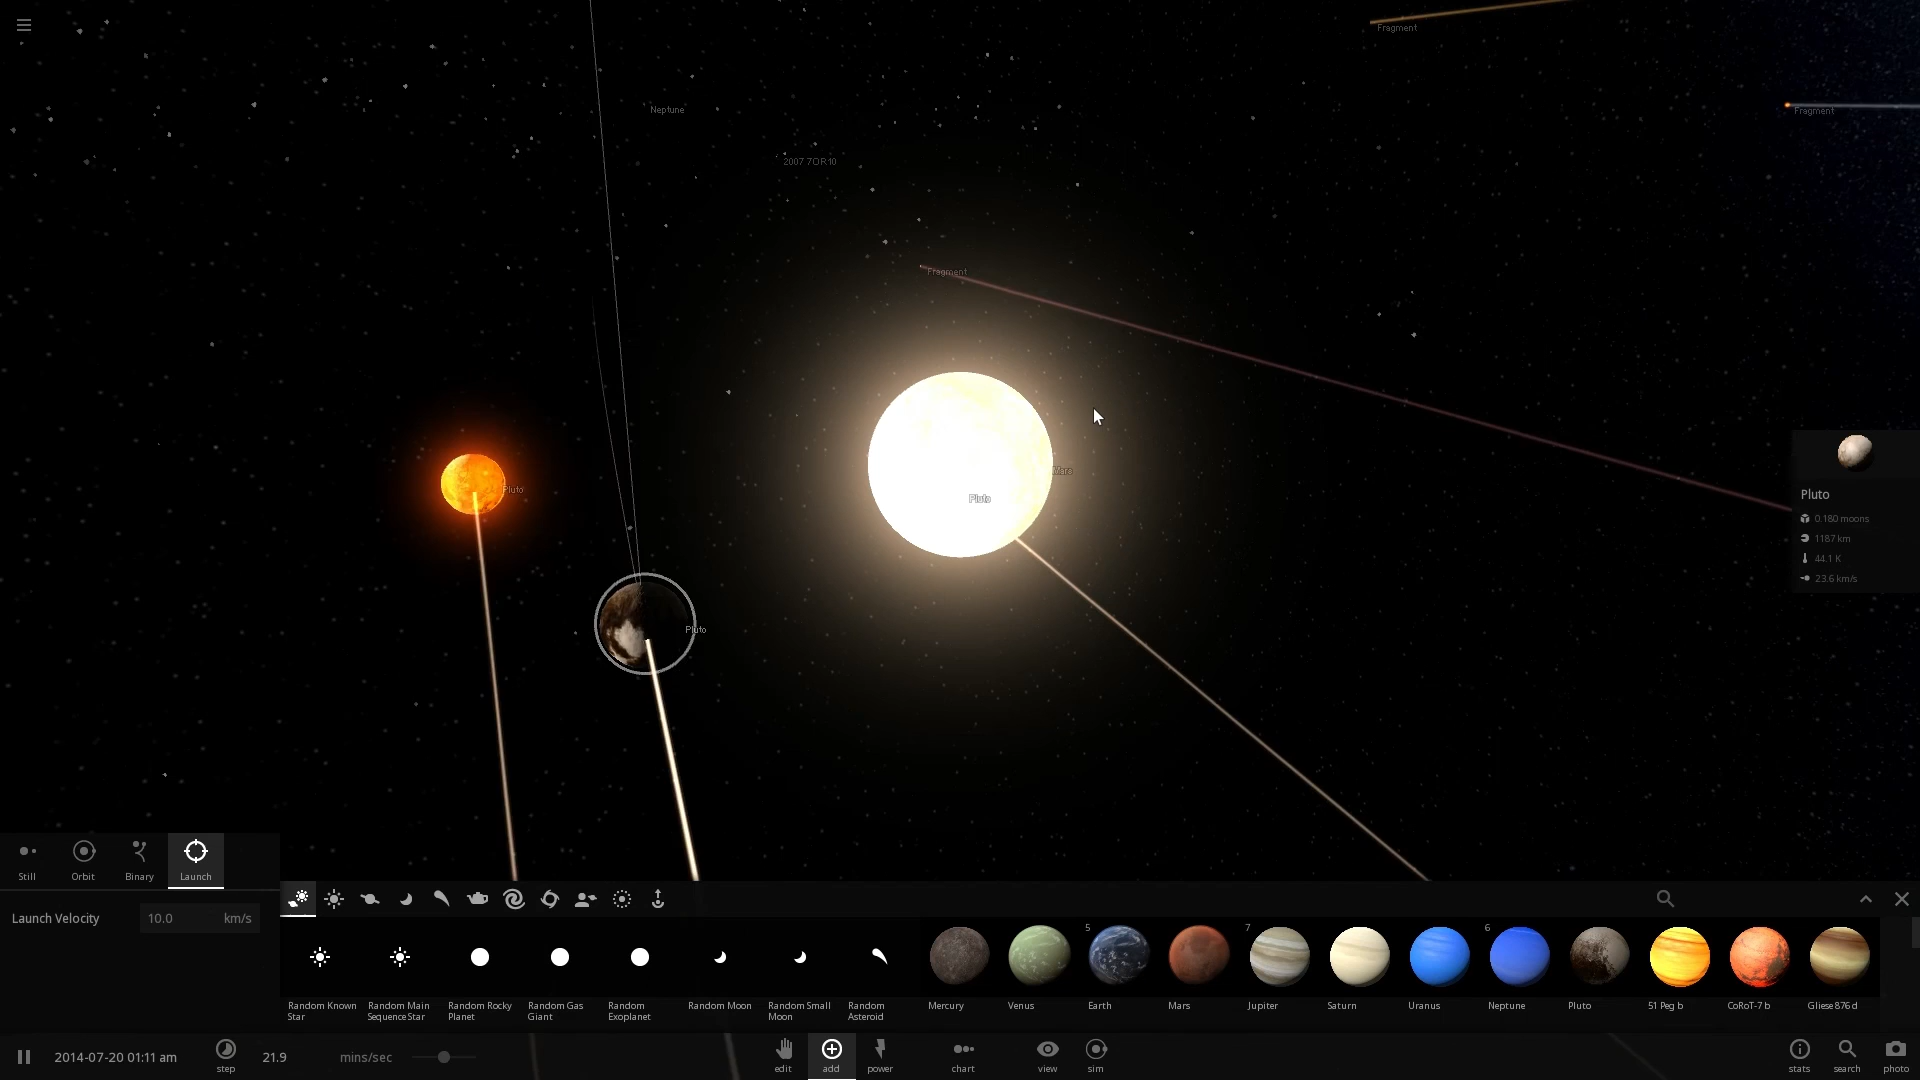 Fragment
Neptune
Fragment
2007 7OR10
Fragment
Mars
Pluto
Pluto
Pluto
Pluto
0.180 moons
1187 km
44.1 K
23.6 km/s
Still
Orbit
Binary
Launch
Launch Velocity
10.0 km/s
5
7
6
Random Known Star
Random Main Sequence Star
Random Rocky Planet
Random Gas Giant
Random Exoplanet
Random Moon
Random Small Moon
Random Asteroid
Mercury
Venus
Earth
Mars
Jupiter
Saturn
Uranus
Neptune
Pluto
51 Peg b
CoRoT-7 b
Gliese 876 d
2014-07-20 01:11 am
step
21.9
mins/sec
edit
add
power
chart
view
sim
stats
search
photo